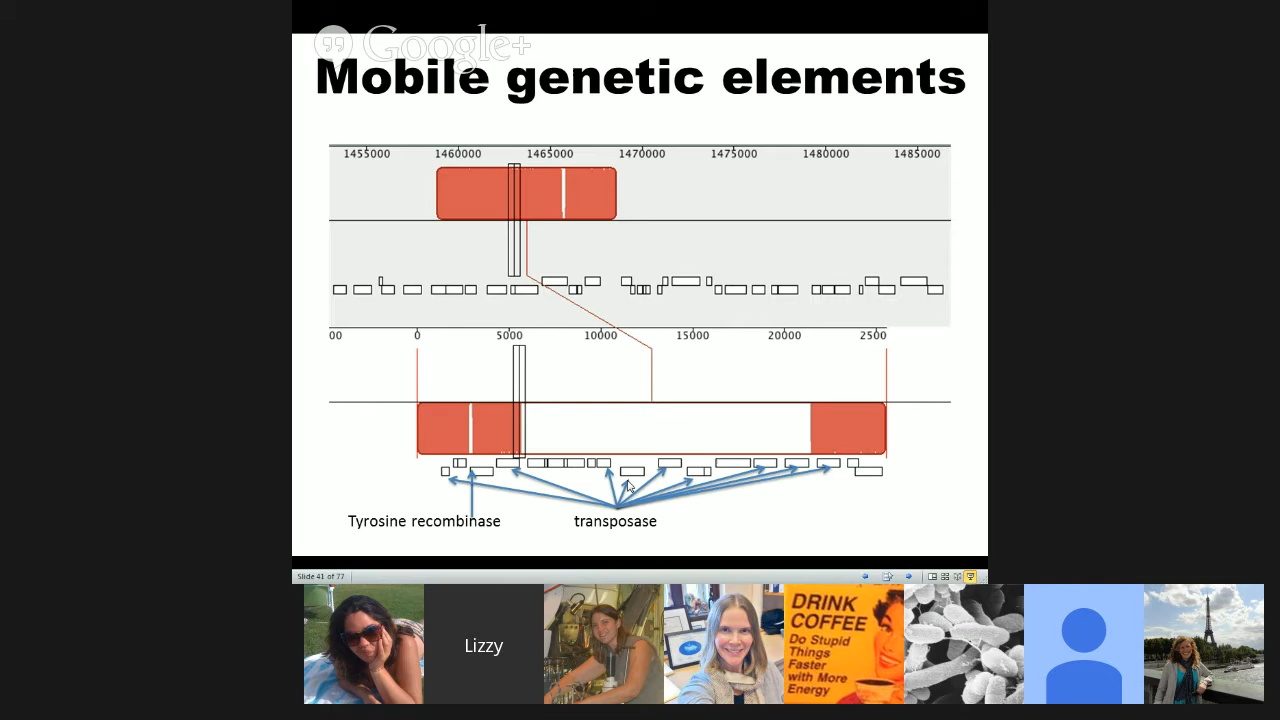 Google+
Mobile genetic elements
1455000 1460000 1465000 1470000 1475000 1480000 1485000
00 0 5000 10000 15000 20000 2500
Tyrosine recombinase transposase
Slide 41 of 77
Lizzy
DRINK
COFFEE
Do Stupid
Things
Faster
with More
Energy